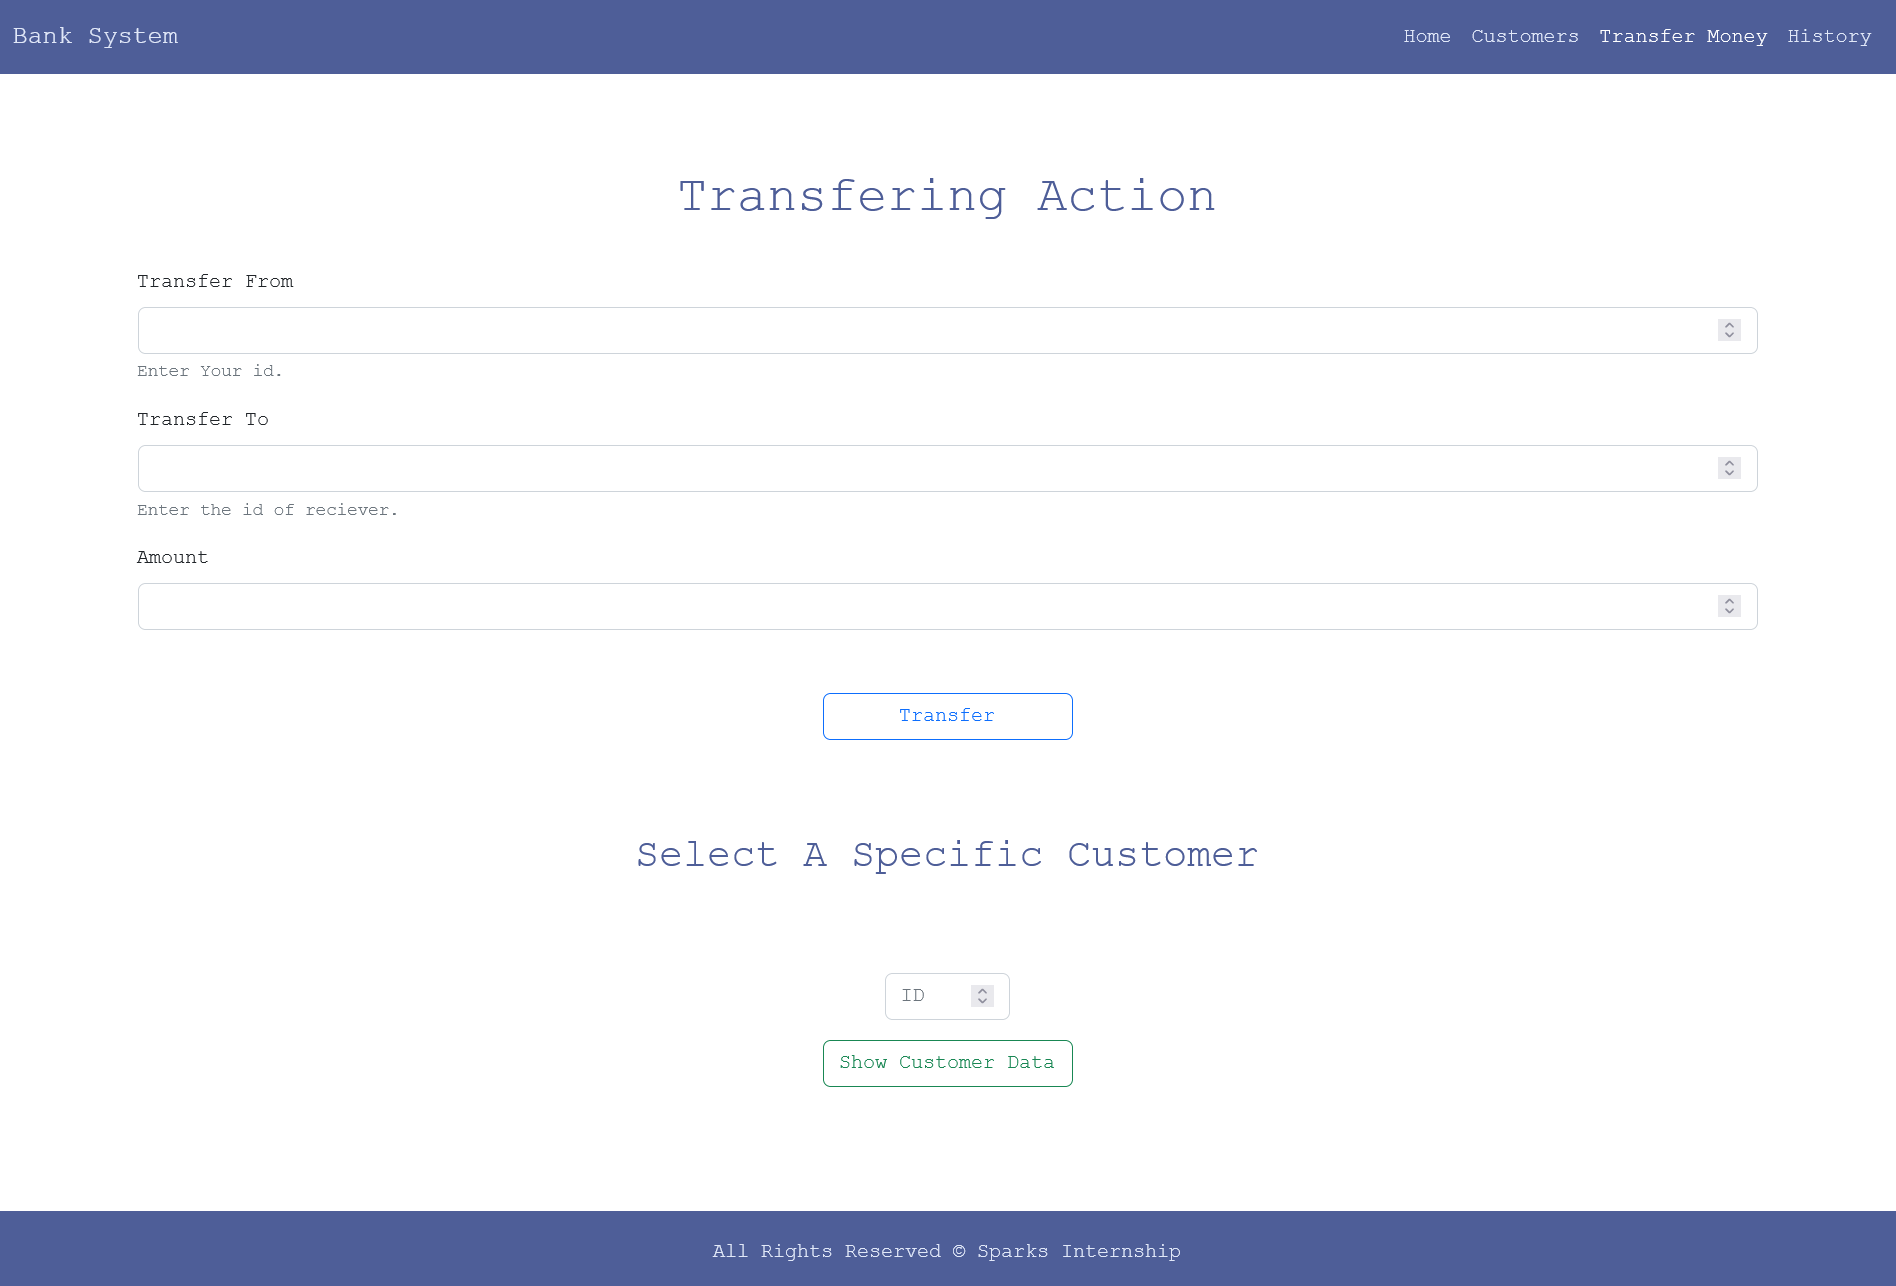 Bank System
Home Customers Transfer Money History
Transfering Action
Transfer From
Enter Your id.
Transfer To
Enter the id of reciever.
Amount
Transfer
Select A Specific Customer
ID
Show Customer Data
All Rights Reserved © Sparks Internship